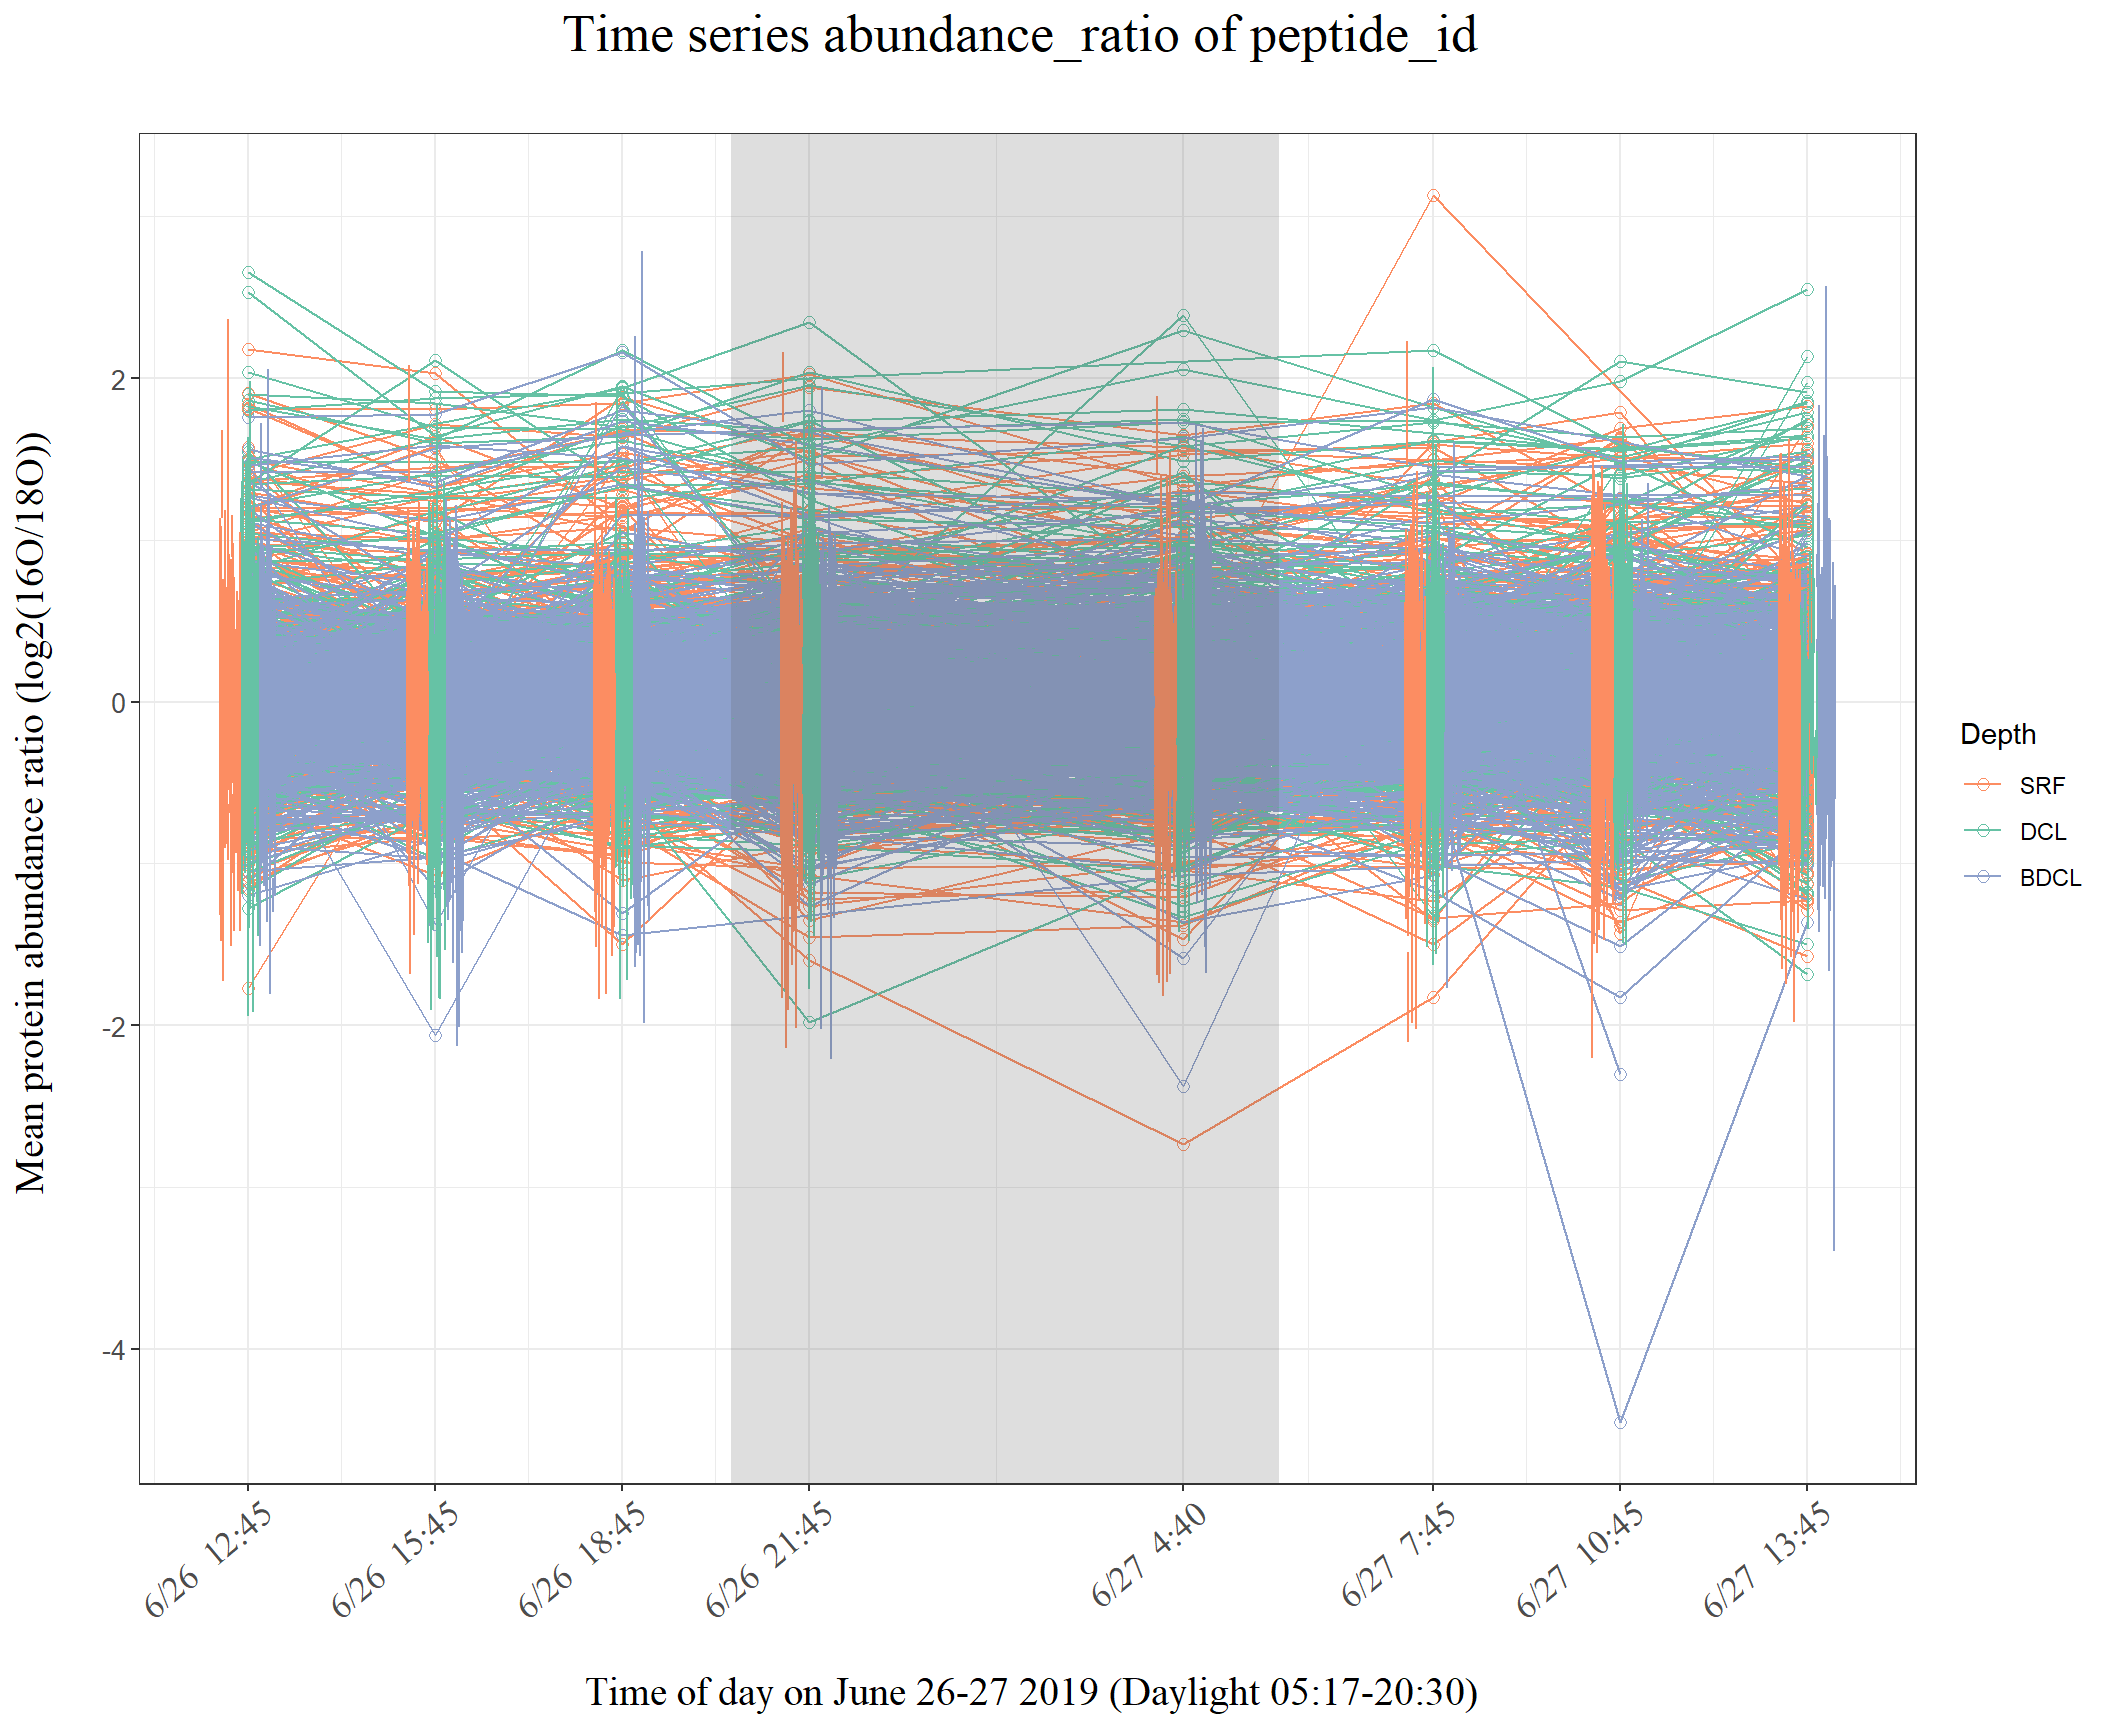 Time series abundance_ratio of peptide_id
Mean protein abundance ratio (log2(16O/18O))
2
0
-2
-4
6/26 12:45
6/26 15:45
6/26 18:45
6/26 21:45
6/27 4:40
6/27 7:45
6/27 10:45
6/27 13:45
Time of day on June 26-27 2019 (Daylight 05:17-20:30)
Depth
SRF
DCL
BDCL